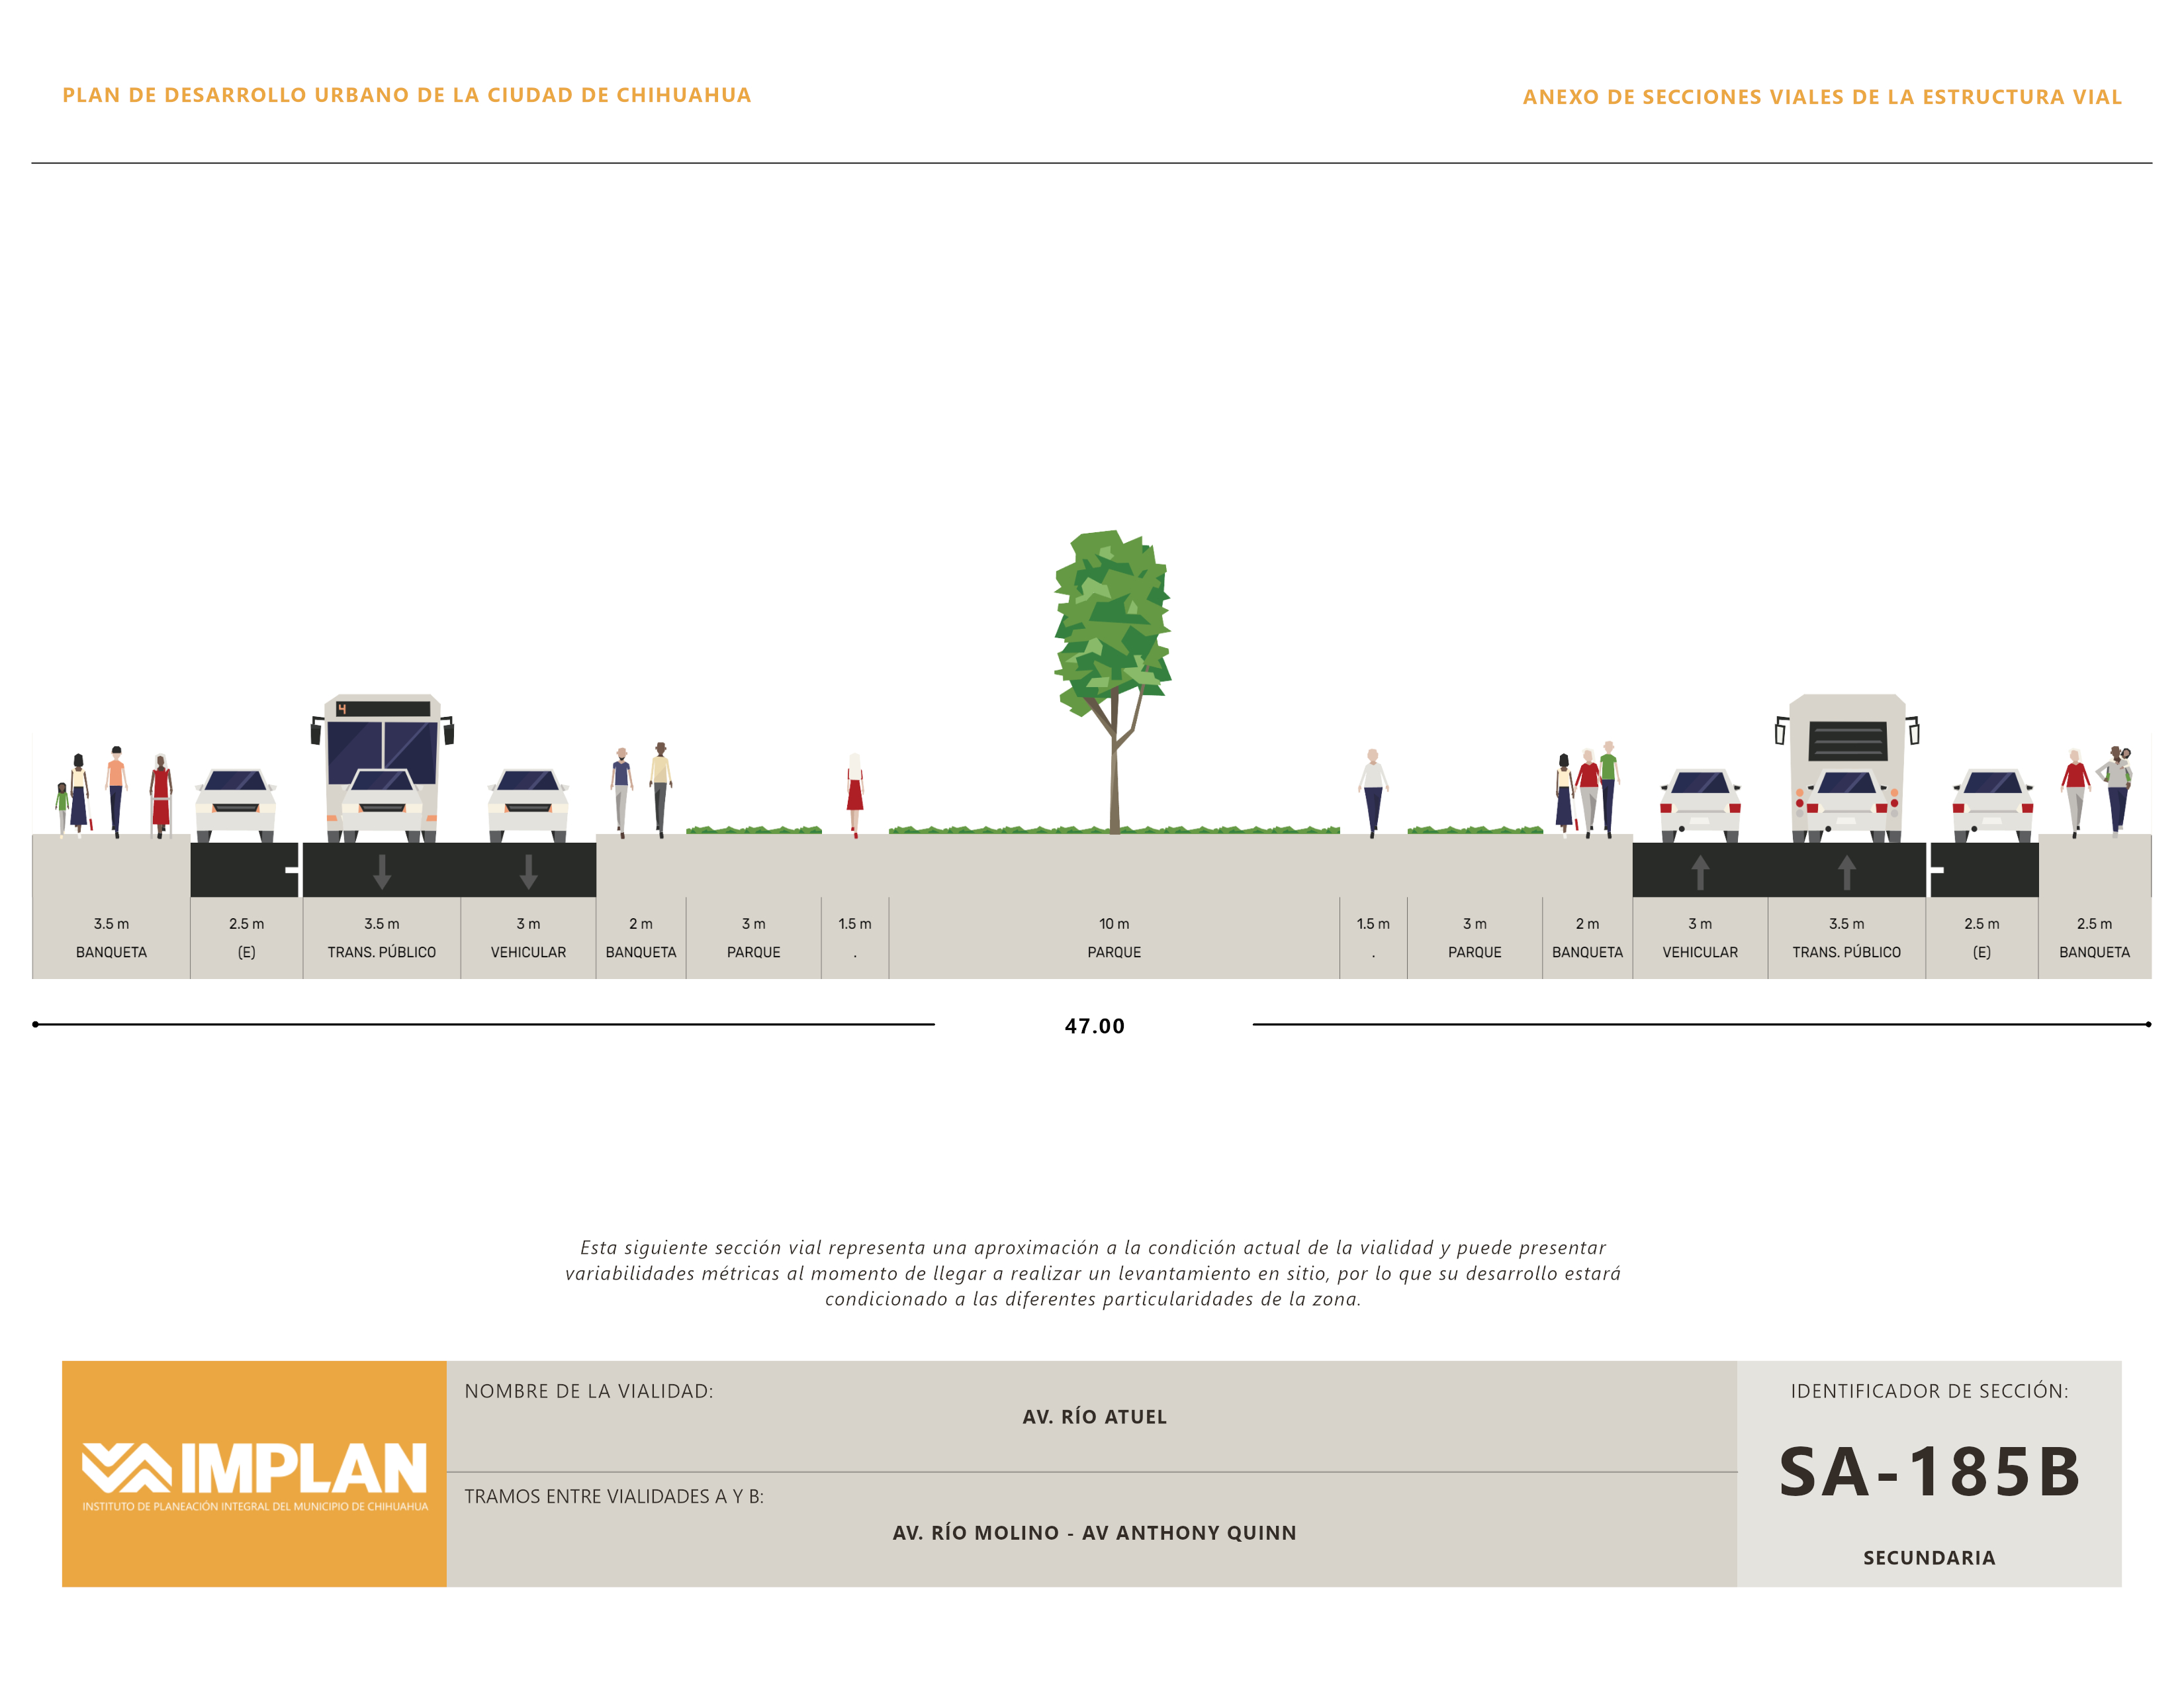 PLAN DE DESARROLLO URBANO DE LA CIUDAD DE CHIHUAHUA
ANEXO DE SECCIONES VIALES DE LA ESTRUCTURA VIAL
4
3.5 m 2.5 m 3.5 m 3 m 2 m 3 m 1.5 m 10 m 1.5 m 3 m 2 m 3 m 3.5 m 2.5 m 2.5 m
BANQUETA (E) TRANS. PÚBLICO VEHICULAR BANQUETA PARQUE . PARQUE . PARQUE BANQUETA VEHICULAR TRANS. PÚBLICO (E) BANQUETA
47.00
Esta siguiente sección vial representa una aproximación a la condición actual de la vialidad y puede presentar
variabilidades métricas al momento de llegar a realizar un levantamiento en sitio, por lo que su desarrollo estará
condicionado a las diferentes particularidades de la zona.
IMPLAN
INSTITUTO DE PLANEACIÓN INTEGRAL DEL MUNICIPIO DE CHIHUAHUA
NOMBRE DE LA VIALIDAD:
AV. RÍO ATUEL
TRAMOS ENTRE VIALIDADES A Y B:
AV. RÍO MOLINO - AV ANTHONY QUINN
IDENTIFICADOR DE SECCIÓN:
SA-185B
SECUNDARIA